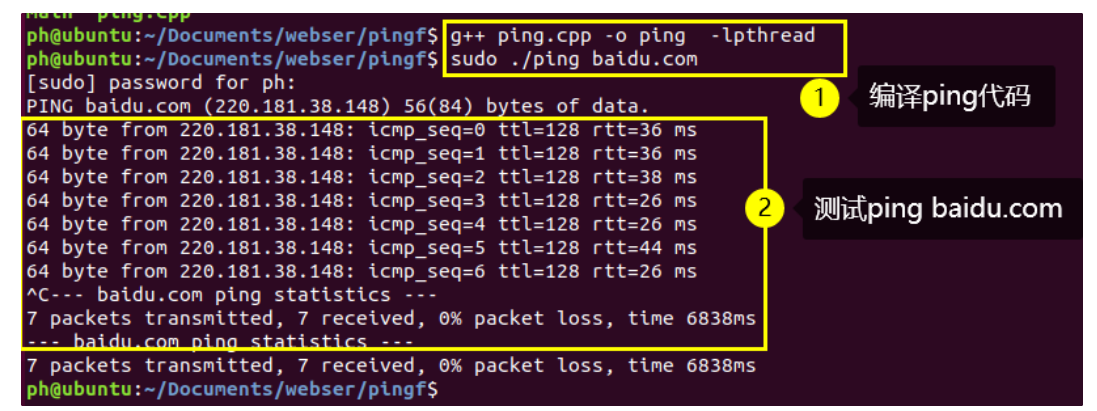 Math ping.cpp
ph@ubuntu:~/Documents/webser/pingf$ g++ ping.cpp -o ping  -lpthread
ph@ubuntu:~/Documents/webser/pingf$ sudo ./ping baidu.com
[sudo] password for ph:
PING baidu.com (220.181.38.148) 56(84) bytes of data.
1 编译ping代码
64 byte from 220.181.38.148: icmp_seq=0 ttl=128 rtt=36 ms
64 byte from 220.181.38.148: icmp_seq=1 ttl=128 rtt=36 ms
64 byte from 220.181.38.148: icmp_seq=2 ttl=128 rtt=38 ms
64 byte from 220.181.38.148: icmp_seq=3 ttl=128 rtt=26 ms
2 测试ping baidu.com
64 byte from 220.181.38.148: icmp_seq=4 ttl=128 rtt=26 ms
64 byte from 220.181.38.148: icmp_seq=5 ttl=128 rtt=44 ms
64 byte from 220.181.38.148: icmp_seq=6 ttl=128 rtt=26 ms
^C--- baidu.com ping statistics ---
7 packets transmitted, 7 received, 0% packet loss, time 6838ms
--- baidu.com ping statistics ---
7 packets transmitted, 7 received, 0% packet loss, time 6838ms
ph@ubuntu:~/Documents/webser/pingf$